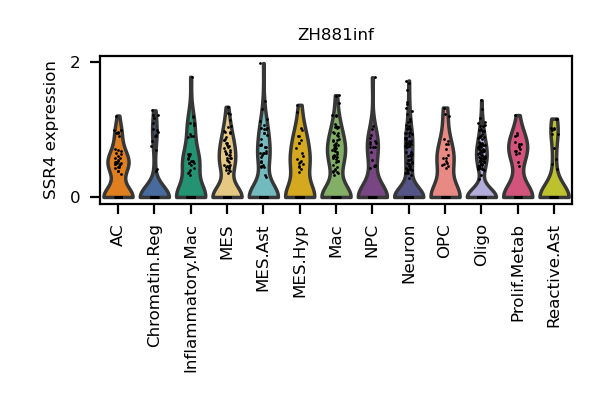 ZH881inf
SSR4 expression
2
0
AC
Chromatin.Reg
Inflammatory.Mac
MES
MES.Ast
MES.Hyp
Mac
NPC
Neuron
OPC
Oligo
Prolif.Metab
Reactive.Ast